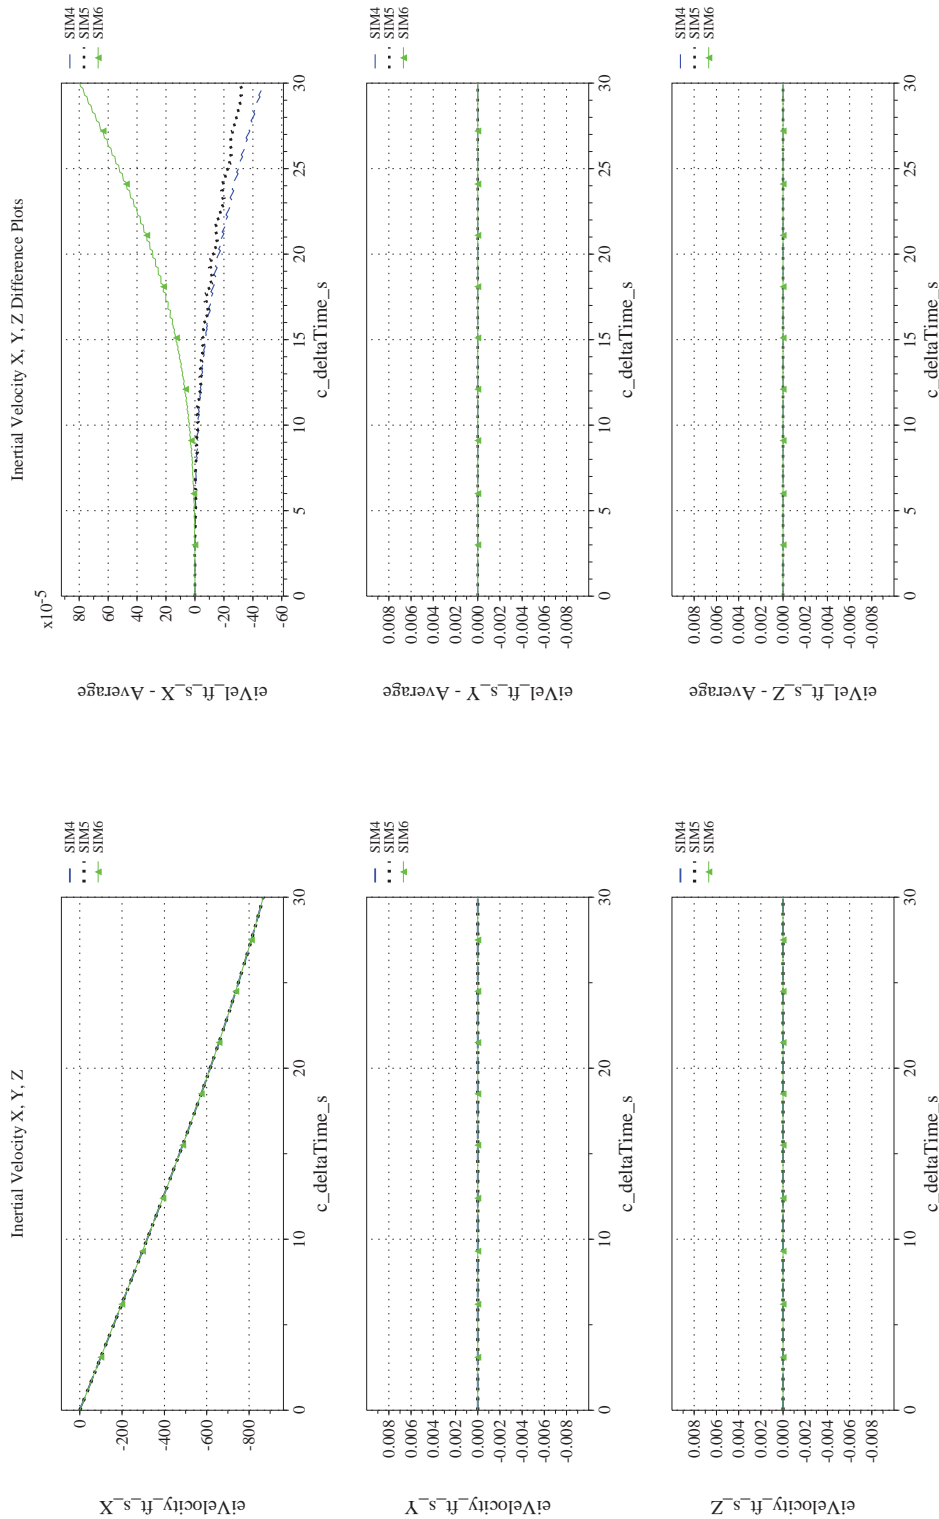 Inertial Velocity X, Y, Z
eiVelocity_ft_s_X
0
-200
-400
-600
-800
10
20
30
c_deltaTime_s
SIM4
SIM5
SIM6
eiVelocity_ft_s_Y
0.008
0.006
0.004
0.002
0.000
-0.002
-0.004
-0.006
-0.008
0
10
20
30
c_deltaTime_s
SIM4
SIM5
SIM6
eiVelocity_ft_s_Z
0.008
0.006
0.004
0.002
0.000
-0.002
-0.004
-0.006
-0.008
0
10
20
30
c_deltaTime_s
SIM4
SIM5
SIM6
Inertial Velocity X, Y, Z Difference Plots
eiVel_ft_s_X - Average
x10-5
80
60
40
20
0
-20
-40
-60
0
5
10
15
20
25
30
c_deltaTime_s
SIM4
SIM5
SIM6
eiVel_ft_s_Y - Average
0.008
0.006
0.004
0.002
0.000
-0.002
-0.004
-0.006
-0.008
0
5
10
15
20
25
30
c_deltaTime_s
SIM4
SIM5
SIM6
eiVel_ft_s_Z - Average
0.008
0.006
0.004
0.002
0.000
-0.002
-0.004
-0.006
-0.008
0
5
10
15
20
25
30
c_deltaTime_s
SIM4
SIM5
SIM6